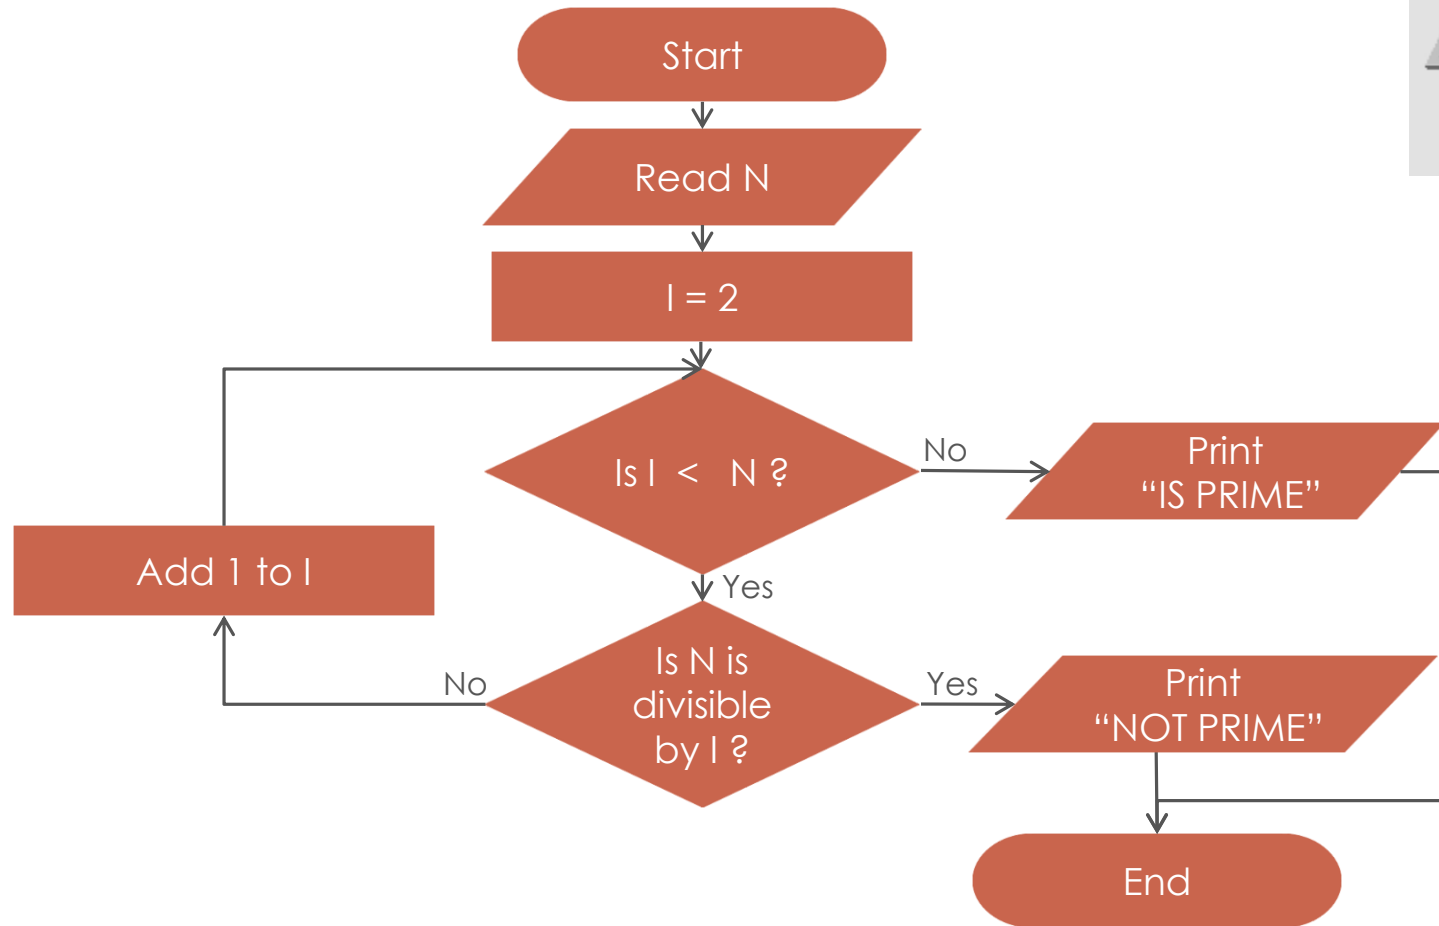 Start
Read N
I = 2
Is I < N ?
No
Print
“IS PRIME”
Add 1 to I
Yes
Is N is
divisible
by I ?
No
Yes
Print
“NOT PRIME”
End